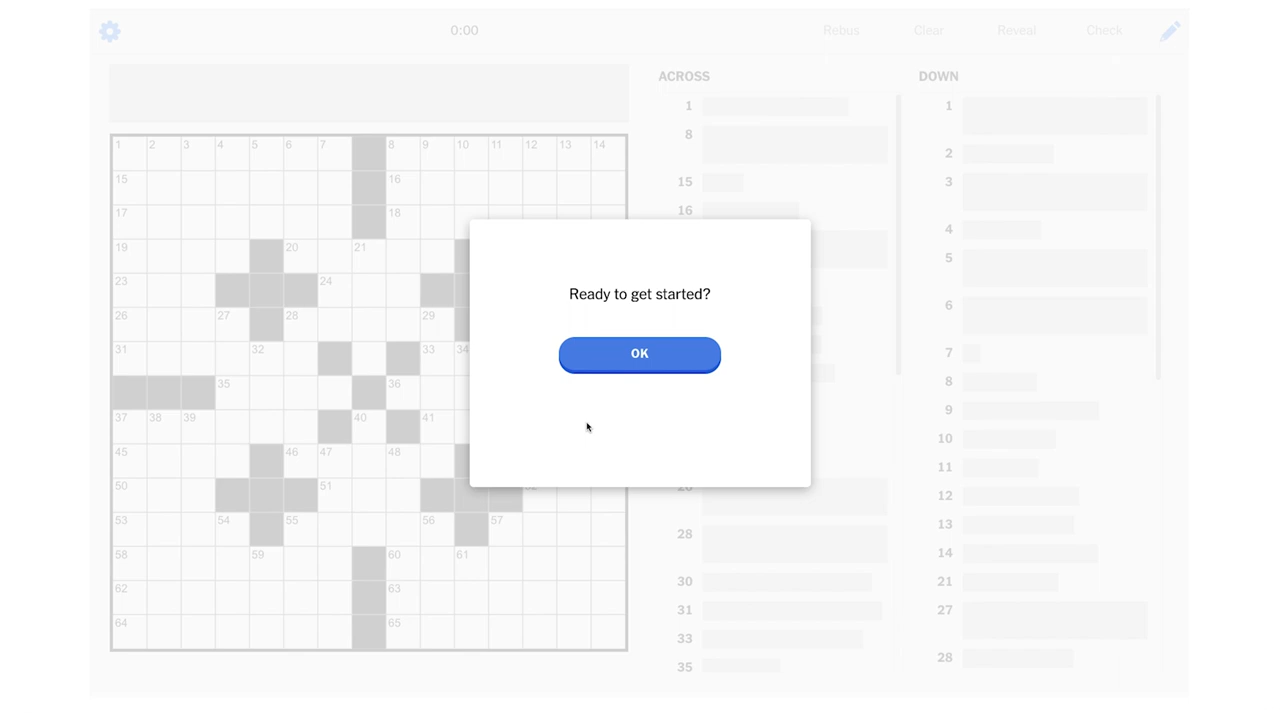 0:00 Rebus Clear Reveal Check
ACROSS
1
8
15
16
28
30
31
33
35
DOWN
1
2
3
4
5
6
7
8
9
10
11
12
13
14
21
27
28
1 2 3 4 5 6 7 8 9 10 11 12 13 14
15 16
17 18
19 20 21
23 24
26 27 28 29
31 32 33 34
35 36
37 38 39 40 41
45 46 47 48
50 51
53 54 55 56 57
58 59 60 61
62 63
64 65
Ready to get started?
OK